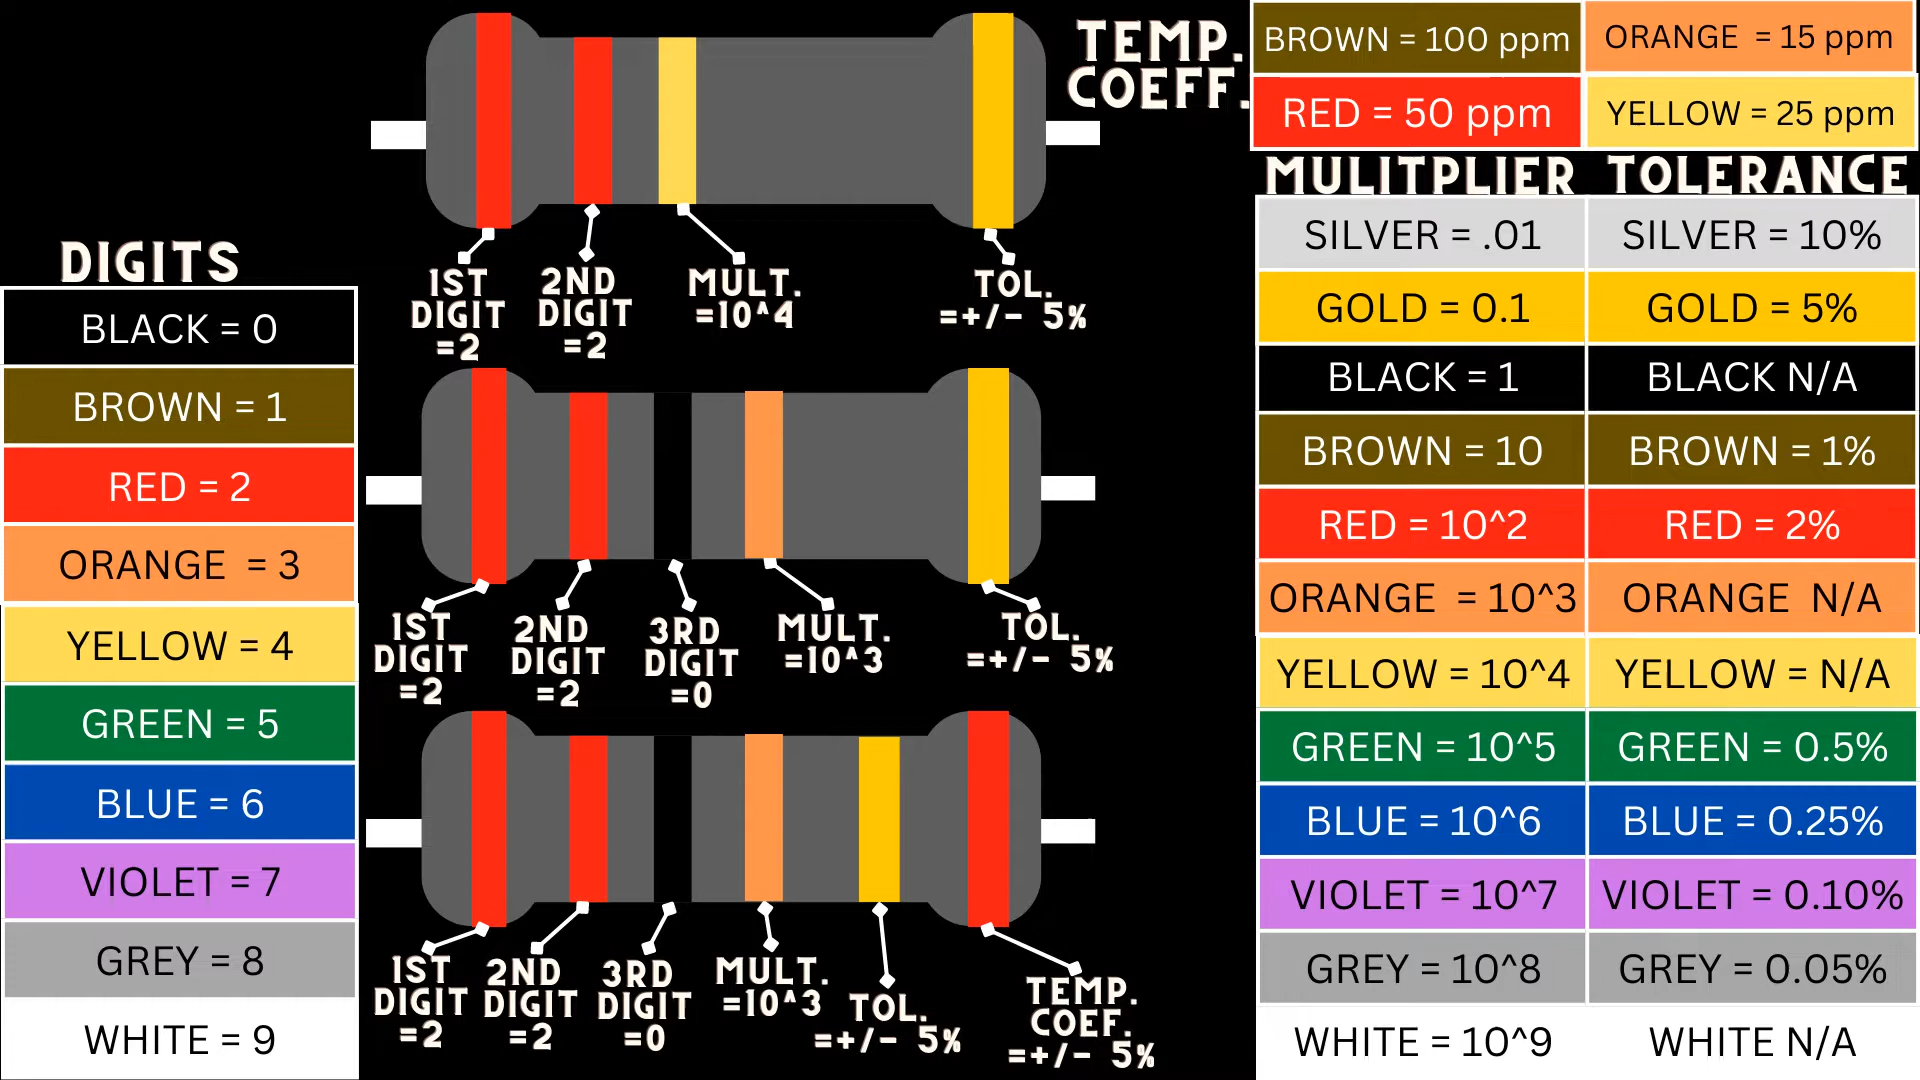 DIGITS
BLACK = 0
BROWN = 1
RED = 2
ORANGE = 3
YELLOW = 4
GREEN = 5
BLUE = 6
VIOLET = 7
GREY = 8
WHITE = 9
1ST
DIGIT
=2
2ND
DIGIT
=2
MULT.
=10^4
TOL.
=+/- 5%
1ST
DIGIT
=2
2ND
DIGIT
=2
3RD
DIGIT
=0
MULT.
=10^3
TOL.
=+/- 5%
1ST
DIGIT
=2
2ND
DIGIT
=2
3RD
DIGIT
=0
MULT.
=10^3
TOL.
=+/- 5%
TEMP.
COEF.
=+/- 5%
TEMP.
COEFF.
BROWN = 100 ppm
ORANGE = 15 ppm
RED = 50 ppm
YELLOW = 25 ppm
MULITPLIER
TOLERANCE
SILVER = .01
SILVER = 10%
GOLD = 0.1
GOLD = 5%
BLACK = 1
BLACK N/A
BROWN = 10
BROWN = 1%
RED = 10^2
RED = 2%
ORANGE = 10^3
ORANGE N/A
YELLOW = 10^4
YELLOW = N/A
GREEN = 10^5
GREEN = 0.5%
BLUE = 10^6
BLUE = 0.25%
VIOLET = 10^7
VIOLET = 0.10%
GREY = 10^8
GREY = 0.05%
WHITE = 10^9
WHITE N/A